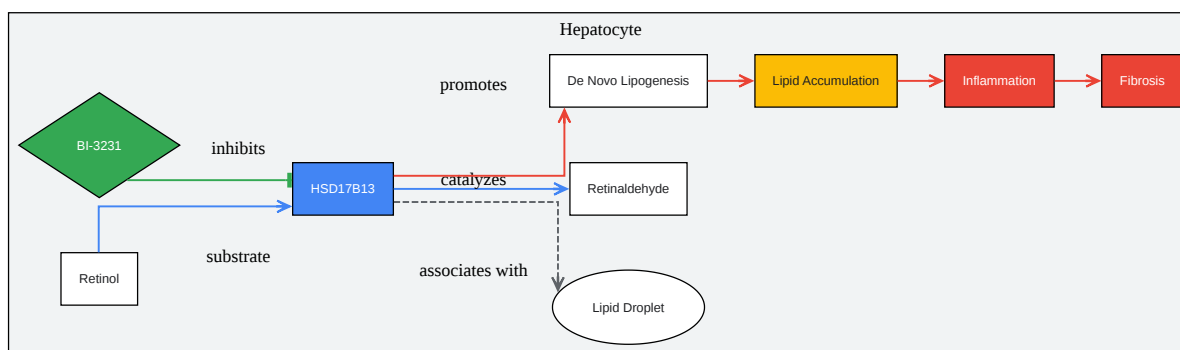 Hepatocyte
promotes
De Novo Lipogenesis
Lipid Accumulation
Inflammation
Fibrosis
BI-3231
inhibits
HSD17B13
catalyzes
Retinaldehyde
substrate
Retinol
associates with
Lipid Droplet